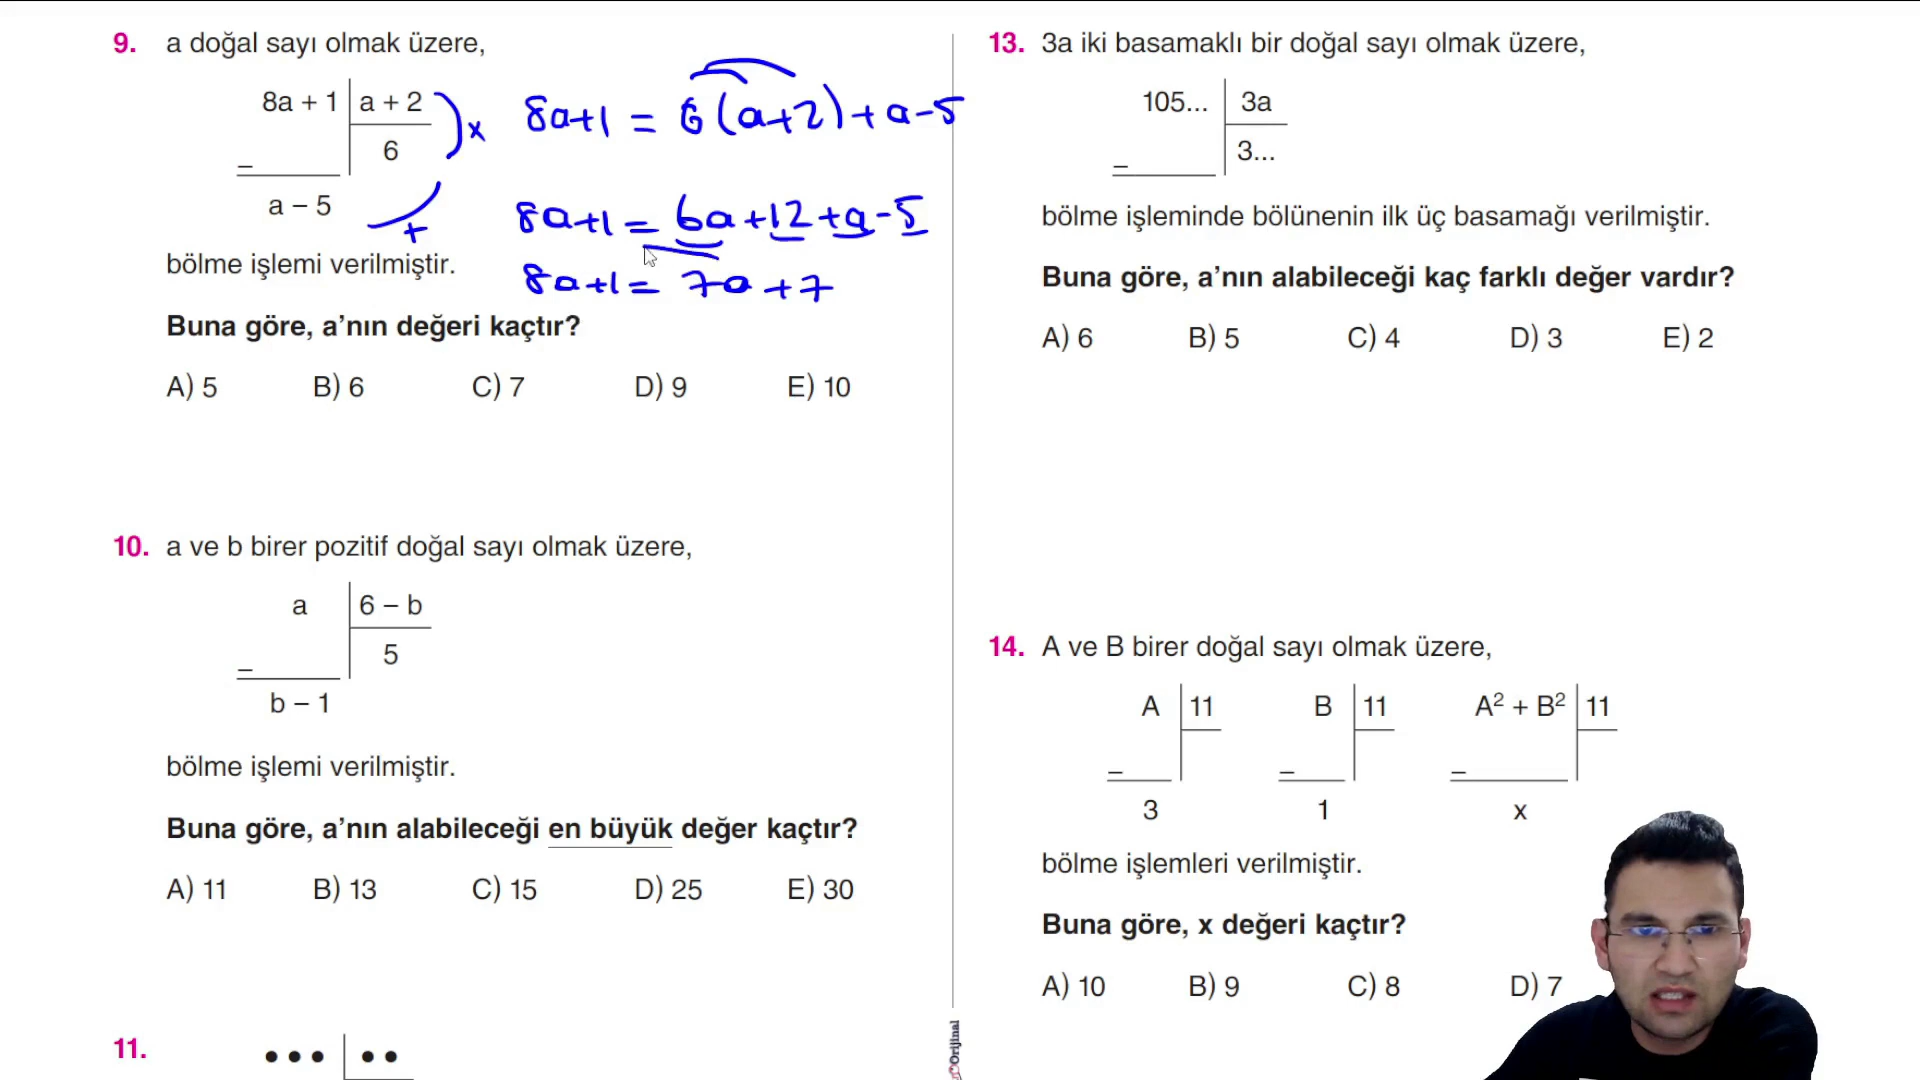 9. a doğal sayı olmak üzere,
8a + 1 a + 2
6
–
a – 5
x
+
8a+1 = 6(a+2)+a-5
8a+1 = 6a+12+a-5
8a+1 = 7a+7
bölme işlemi verilmiştir.
Buna göre, a’nın değeri kaçtır?
A) 5 B) 6 C) 7 D) 9 E) 10
10. a ve b birer pozitif doğal sayı olmak üzere,
a 6 – b
5
–
b – 1
bölme işlemi verilmiştir.
Buna göre, a’nın alabileceği en büyük değer kaçtır?
A) 11 B) 13 C) 15 D) 25 E) 30
11.
••• ••
13. 3a iki basamaklı bir doğal sayı olmak üzere,
105... 3a
3...
–
bölme işleminde bölünenin ilk üç basamağı verilmiştir.
Buna göre, a’nın alabileceği kaç farklı değer vardır?
A) 6 B) 5 C) 4 D) 3 E) 2
14. A ve B birer doğal sayı olmak üzere,
A 11 B 11 A² + B² 11
– – –
3 1 x
bölme işlemleri verilmiştir.
Buna göre, x değeri kaçtır?
A) 10 B) 9 C) 8 D) 7
Orijinal